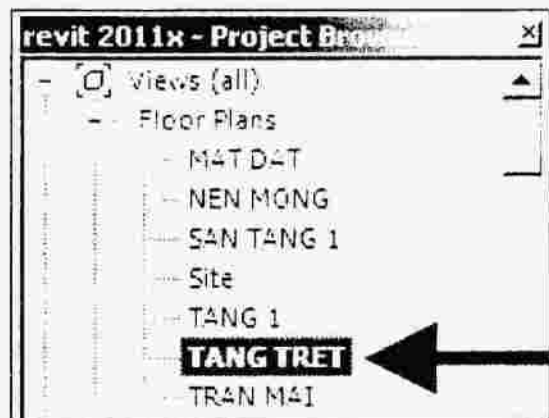 revit 2011x - Project Brow
Views (all)
Floor Plans
MAT DAT
NEN MONG
SAN TANG 1
Site
TANG 1
TANG TRET
TRAN MAI